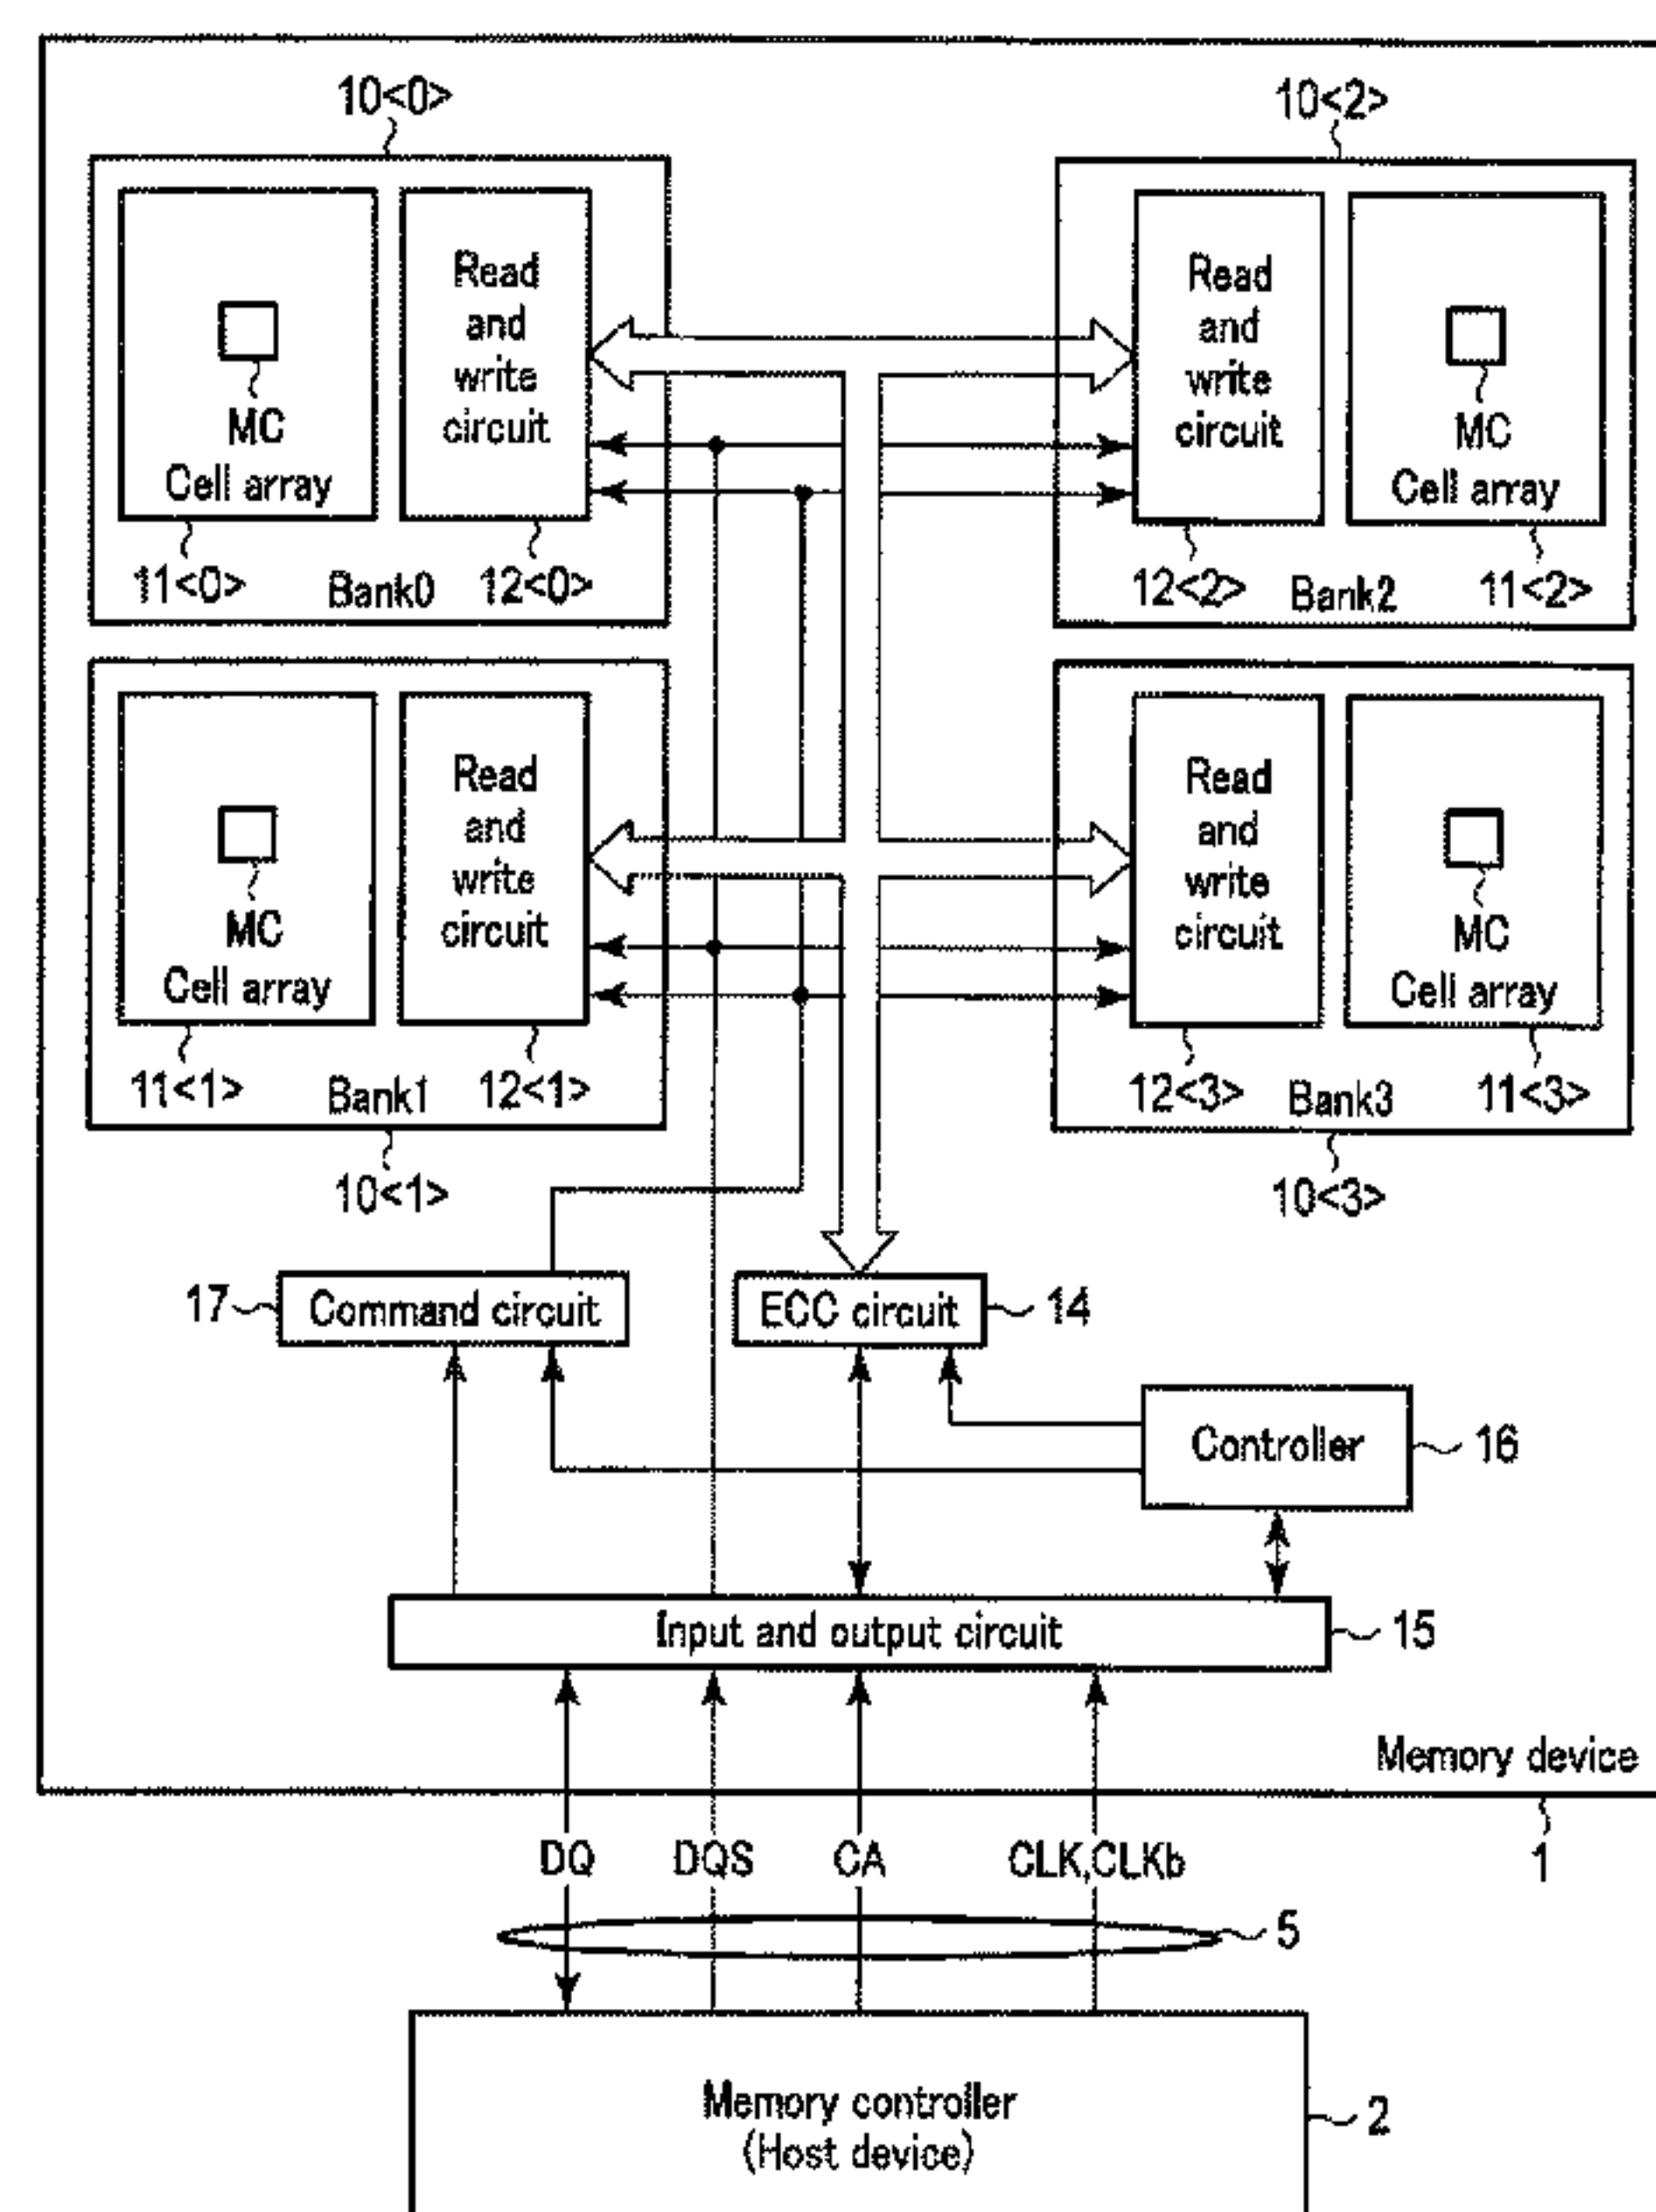 10<0>
10<2>
Read
and
write
circuit
MC
Cell array
11<0>
Bank0
12<0>
Read
and
write
circuit
MC
Cell array
12<2>
Bank2
11<2>
Read
and
write
circuit
MC
Cell array
11<1>
Bank1
12<1>
10<1>
Read
and
write
circuit
MC
Cell array
12<3>
Bank3
11<3>
10<3>
17
Command circuit
ECC circuit
14
Controller
16
Input and output circuit
15
Memory device
1
DQ
DQS
CA
CLK,CLKb
5
Memory controller
(Host device)
2